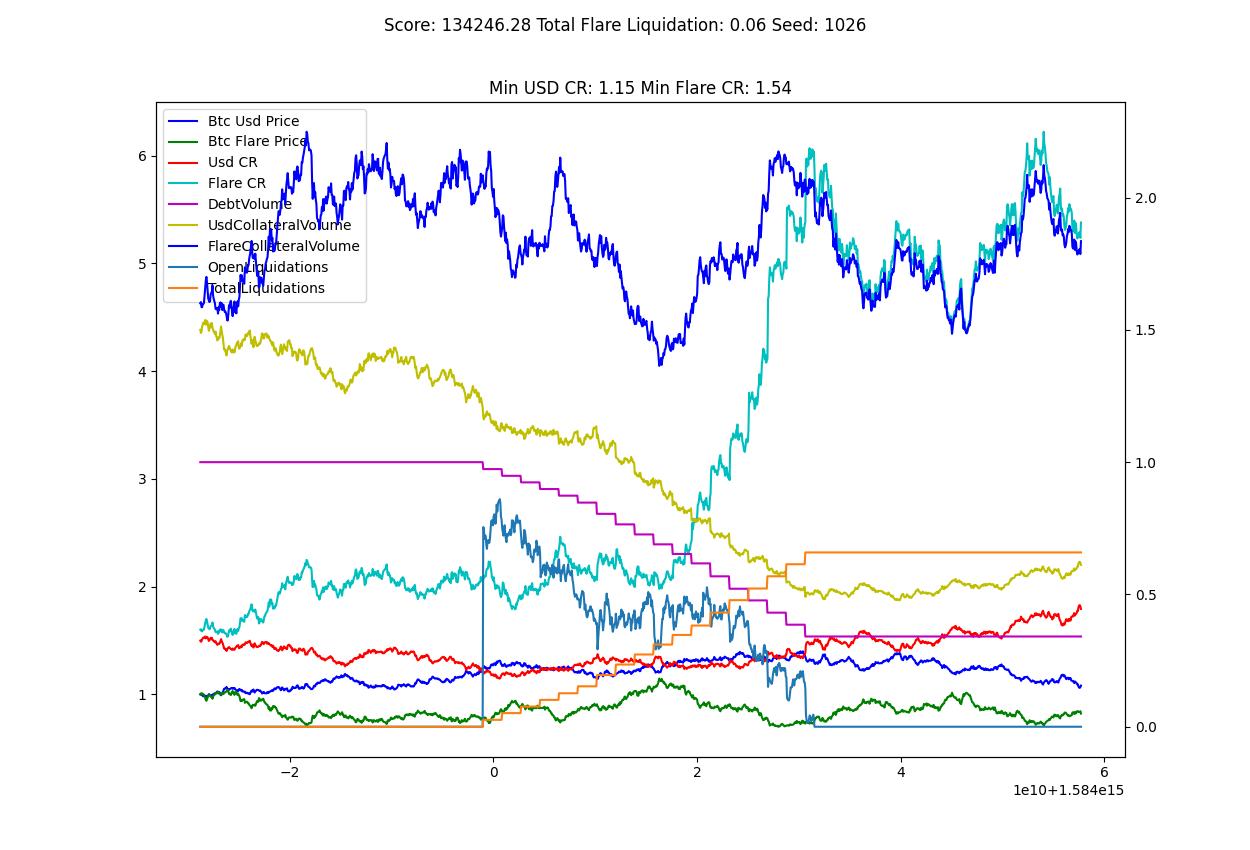 Score: 134246.28 Total Flare Liquidation: 0.06 Seed: 1026
Min USD CR: 1.15 Min Flare CR: 1.54
Btc Usd Price
Btc Flare Price
Usd CR
Flare CR
DebtVolume
UsdCollateralVolume
FlareCollateralVolume
OpenLiquidations
TotalLiquidations
6
5
4
3
2
1
2.0
1.5
1.0
0.5
0.0
−2
0
2
4
6
1e10+1.584e15